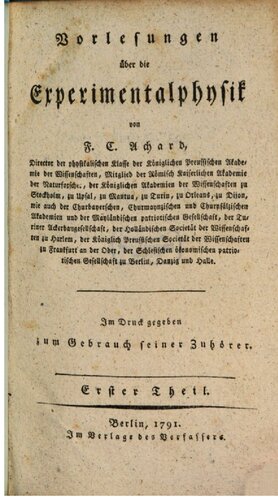 Vorlesungen
über die
Experimentalphysik
von
F. C. Achard,
Director der physikalischen Klasse der Königlichen Preussischen Akade-
mie der Wissenschaften, Mitglied der Römisch Kaiserlichen Akademie
der Naturforsch., der Königlichen Akademien der Wissenschaften zu
Stockholm, zu Upsal, zu Mantua, zu Turin, zu Orleans, zu Dijon,
wie auch der Churbayerschen, Churmaynzischen und Churpfälzischen
Akademien und der Mayländischen patriotischen Gesellschaft, der Tu-
riner Ackerbaugesellschaft, der Holländischen Societät der Wissenschaf-
ten zu Harlem, der Königlich Preussischen Societät der Wissenschaften
zu Frankfurt an der Oder, der Schlesischen ökonomischen patrio-
tischen Gesellschaft zu Berlin, Danzig und Halle.
Im Druck gegeben
zum Gebrauch seiner Zuhörer.
Erster Theil.
Berlin, 1791.
Im Verlage des Verfassers.